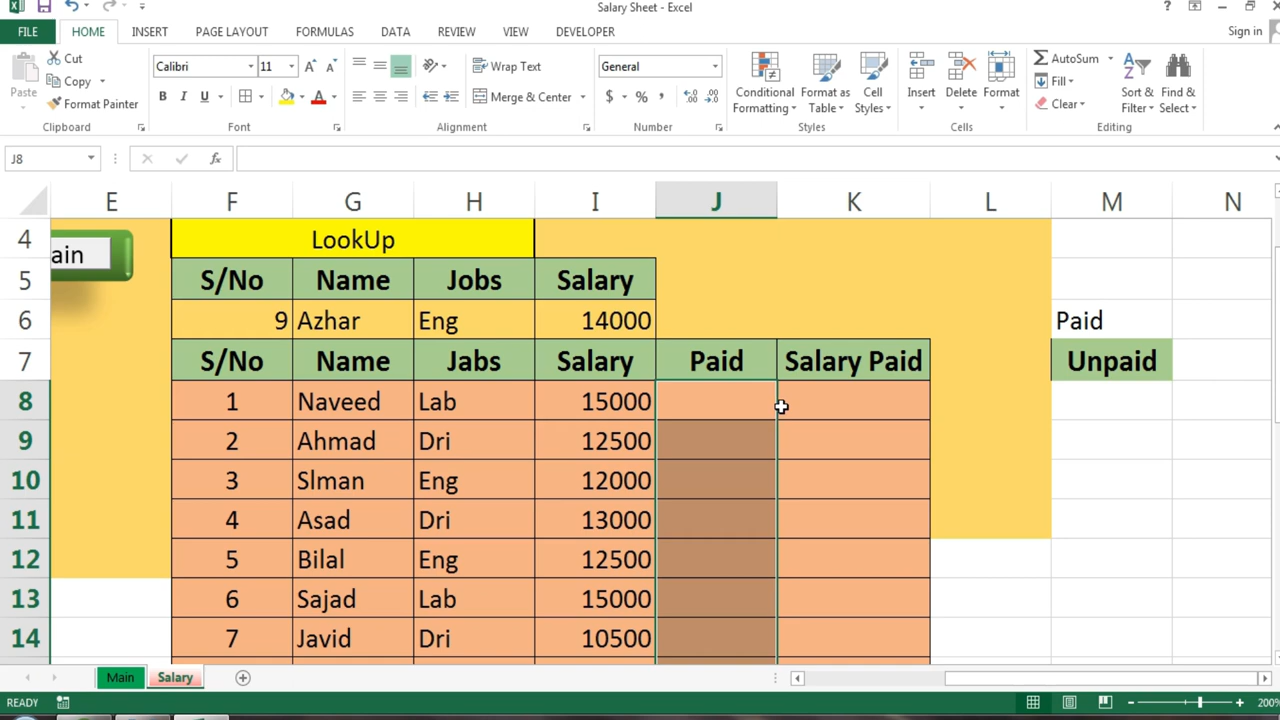 Salary Sheet - Excel
?
FILE HOME INSERT PAGE LAYOUT FORMULAS DATA REVIEW VIEW DEVELOPER Sign in
Paste
Cut
Copy
Format Painter
Clipboard
Calibri 11
B I U
Font
Wrap Text
Merge & Center
Alignment
General
$ % ,
Number
Conditional Formatting
Format as Table
Cell Styles
Styles
Insert Delete Format
Cells
AutoSum
Fill
Clear
Sort & Filter
Find & Select
Editing
J8 fx
E F G H I J K L M N
4 ain LookUp
5 S/No Name Jobs Salary
6 9 Azhar Eng 14000 Paid
7 S/No Name Jabs Salary Paid Salary Paid Unpaid
8 1 Naveed Lab 15000
9 2 Ahmad Dri 12500
10 3 Slman Eng 12000
11 4 Asad Dri 13000
12 5 Bilal Eng 12500
13 6 Sajad Lab 15000
14 7 Javid Dri 10500
Main Salary
READY 200%